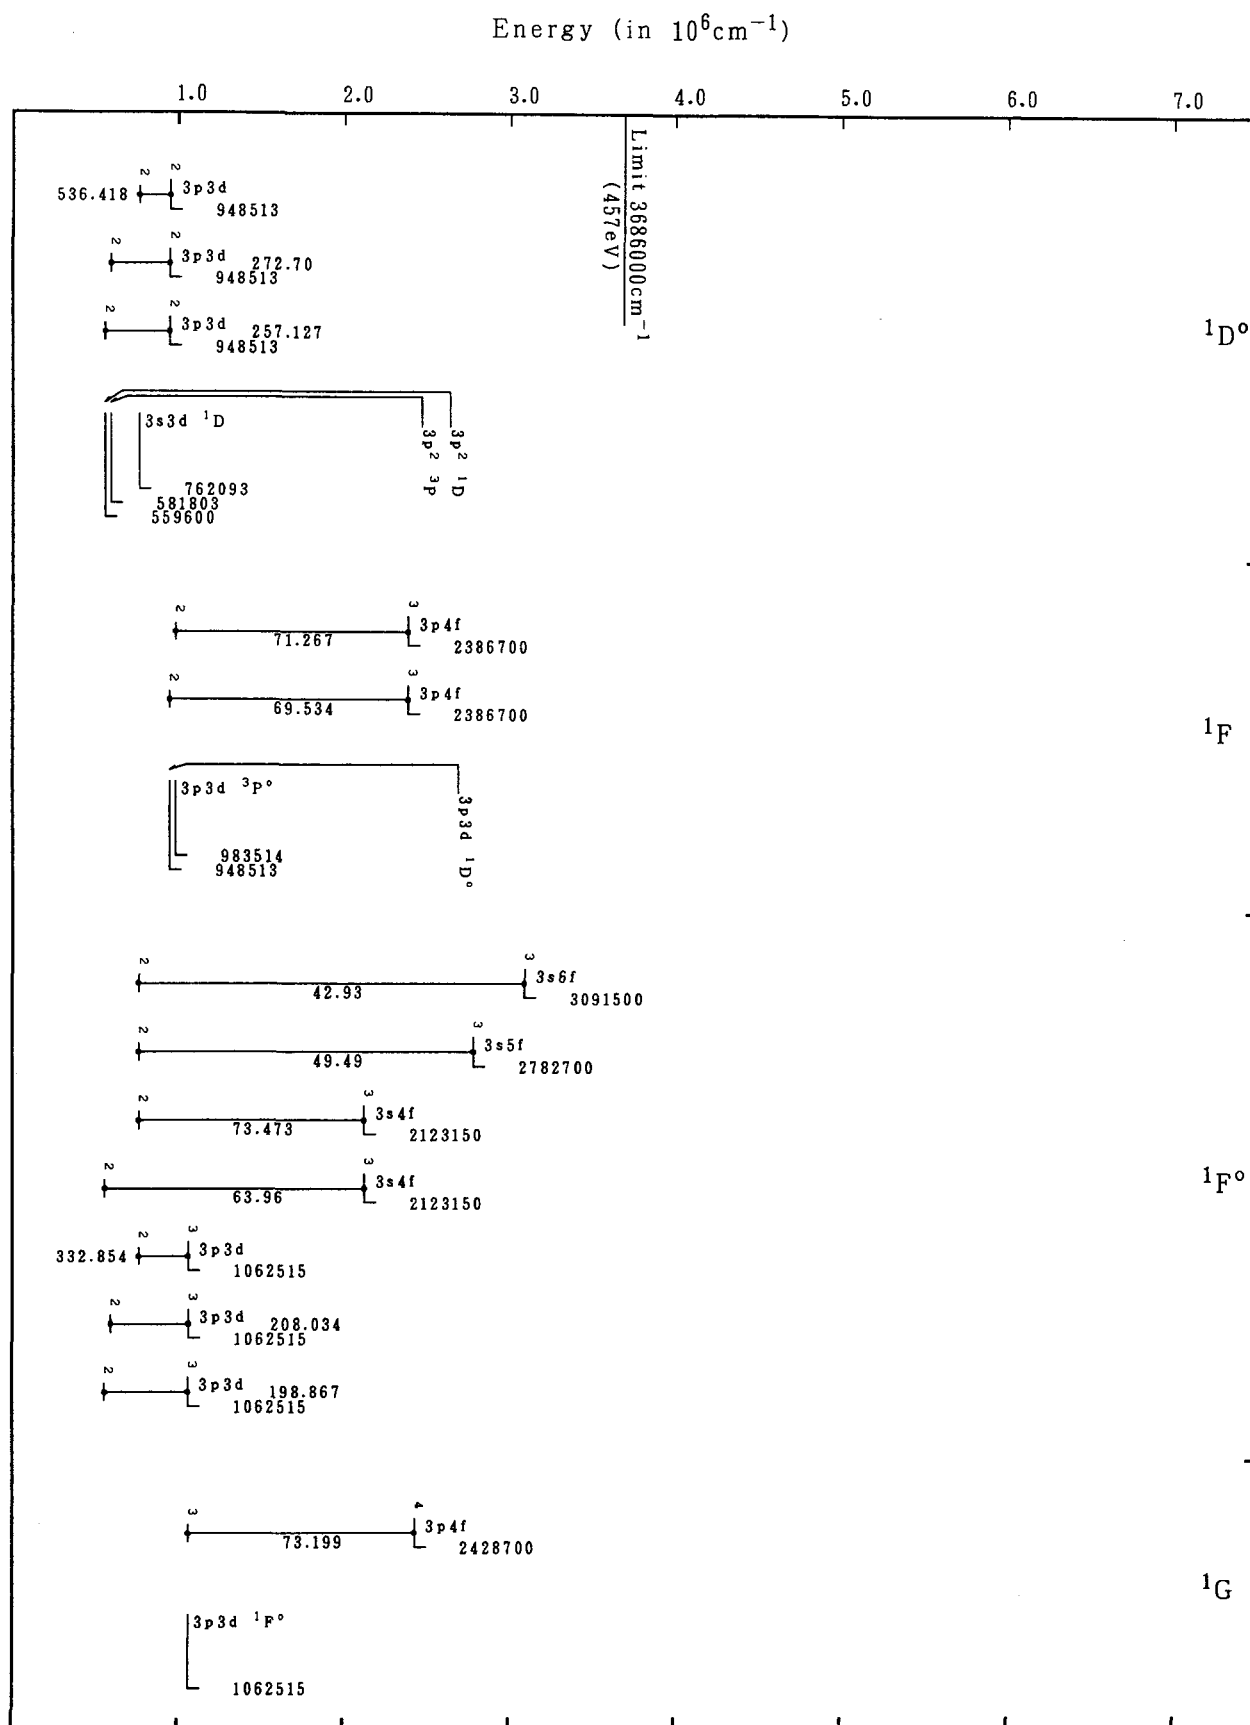 Energy (in 10⁶cm⁻¹)
1.0 2.0 3.0 4.0 5.0 6.0 7.0
Limit 3686000cm⁻¹
(457eV)
2 2
536.418 3p3d
948513
2 2
3p3d 272.70
948513
2 2
3p3d 257.127
948513
¹Dᵒ
3s3d ¹D
3p² ³P
3p² ¹D
762093
581803
559600
2 3
3p4f
71.267 2386700
2 3
3p4f
69.534 2386700
¹F
3p3d ³Pᵒ
3p3d ¹Dᵒ
983514
948513
2 3
3s6f
42.93 3091500
2 3
3s5f
49.49 2782700
2 3
3s4f
73.473 2123150
2 3
3s4f
63.96 2123150
¹Fᵒ
2 3
332.854 3p3d
1062515
2 3
3p3d 208.034
1062515
2 3
3p3d 198.867
1062515
3 4
3p4f
73.199 2428700
¹G
3p3d ¹Fᵒ
1062515